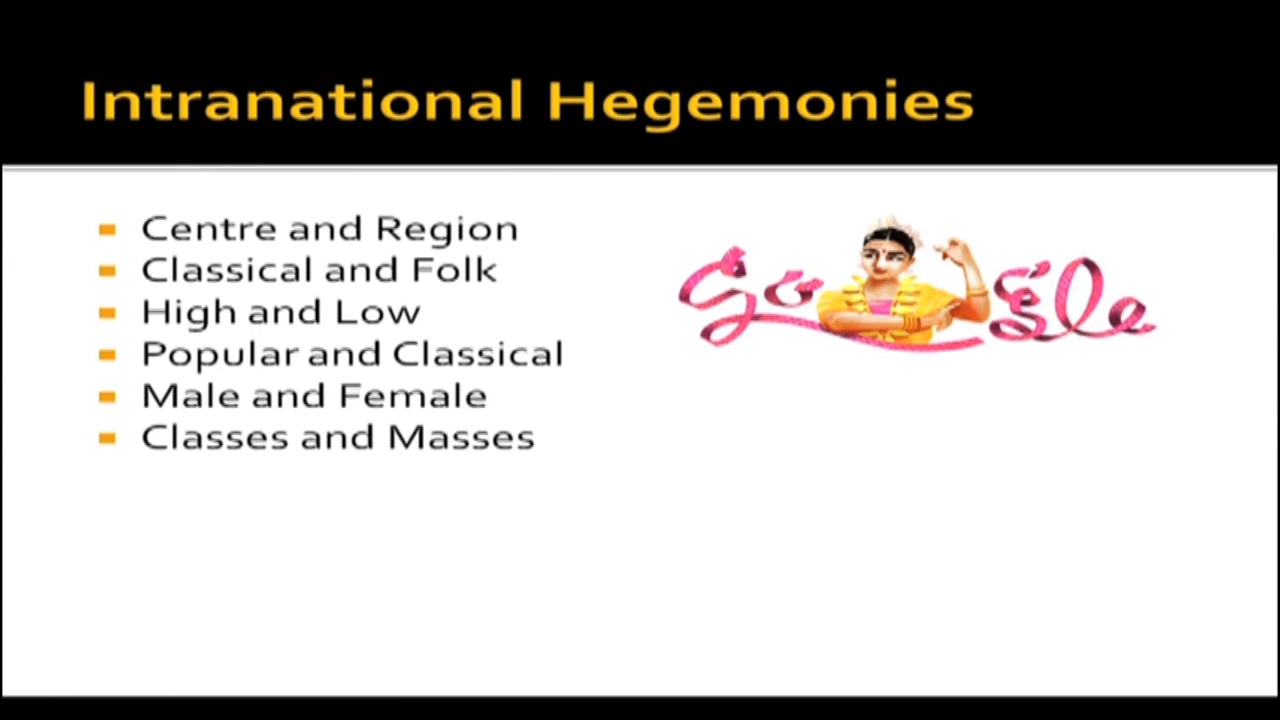 Intranational Hegemonies
Centre and Region
Classical and Folk
High and Low
Popular and Classical
Male and Female
Classes and Masses
Google